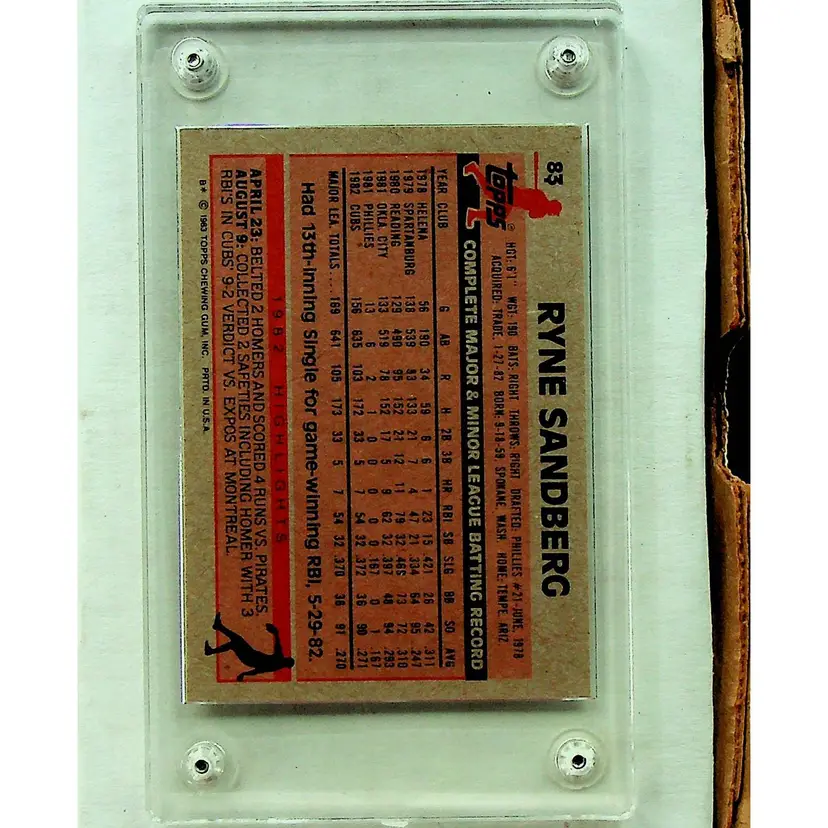 83
RYNE SANDBERG
TOPPS®
HGT: 6'1" WGT: 190 BATS: RIGHT THROWS: RIGHT DRAFTED: PHILLIES #21-JUNE, 1978
ACQUIRED: TRADE, 1-27-82 BORN: 9-18-59, SPOKANE, WASH. HOME: TEMPE, ARIZ.
COMPLETE MAJOR & MINOR LEAGUE BATTING RECORD
YEAR CLUB G AB R H 2B 3B HR RBI SB SLG BB SO AVG
1978 HELENA 56 190 34 59 6 6 1 23 15 .421 26 42 .311
1979 SPARTANBURG 138 539 83 133 21 7 4 47 21 .334 64 95 .247
1980 READING 129 490 95 152 21 12 11 79 32 .469 73 72 .310
1981 OKLA. CITY 133 519 78 152 17 5 9 62 32 .397 48 94 .293
1981 PHILLIES 13 6 2 1 0 0 0 0 0 .167 0 1 .167
1982 CUBS 156 635 103 172 33 5 7 54 32 .372 36 90 .271
MAJOR LEA. TOTALS .... 169 641 105 173 33 5 7 54 32 .370 36 91 .270
Had 13th-inning Single for game-winning RBI, 5-29-82.
1982 HIGHLIGHTS
APRIL 23: BELTED 2 HOMERS AND SCORED 4 RUNS VS. PIRATES.
AUGUST 9: COLLECTED 2 SAFETIES INCLUDING HOMER WITH 3
RBI'S IN CUBS' 9-2 VERDICT VS. EXPOS AT MONTREAL.
B* © 1983 TOPPS CHEWING GUM, INC. PRTD. IN U.S.A.